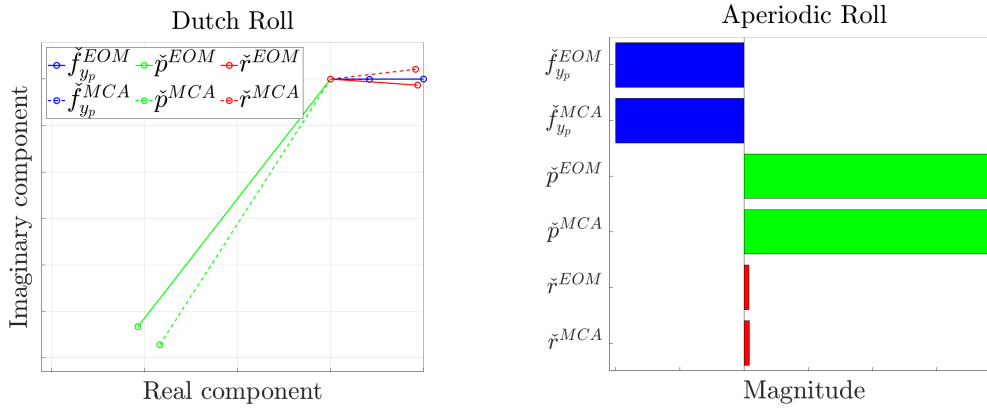 Dutch Roll
f̌_{y_p}^{EOM} p̌^{EOM} ř^{EOM}
f̌_{y_p}^{MCA} p̌^{MCA} ř^{MCA}
Imaginary component
Real component
Aperiodic Roll
f̌_{y_p}^{EOM}
f̌_{y_p}^{MCA}
p̌^{EOM}
p̌^{MCA}
ř^{EOM}
ř^{MCA}
Magnitude